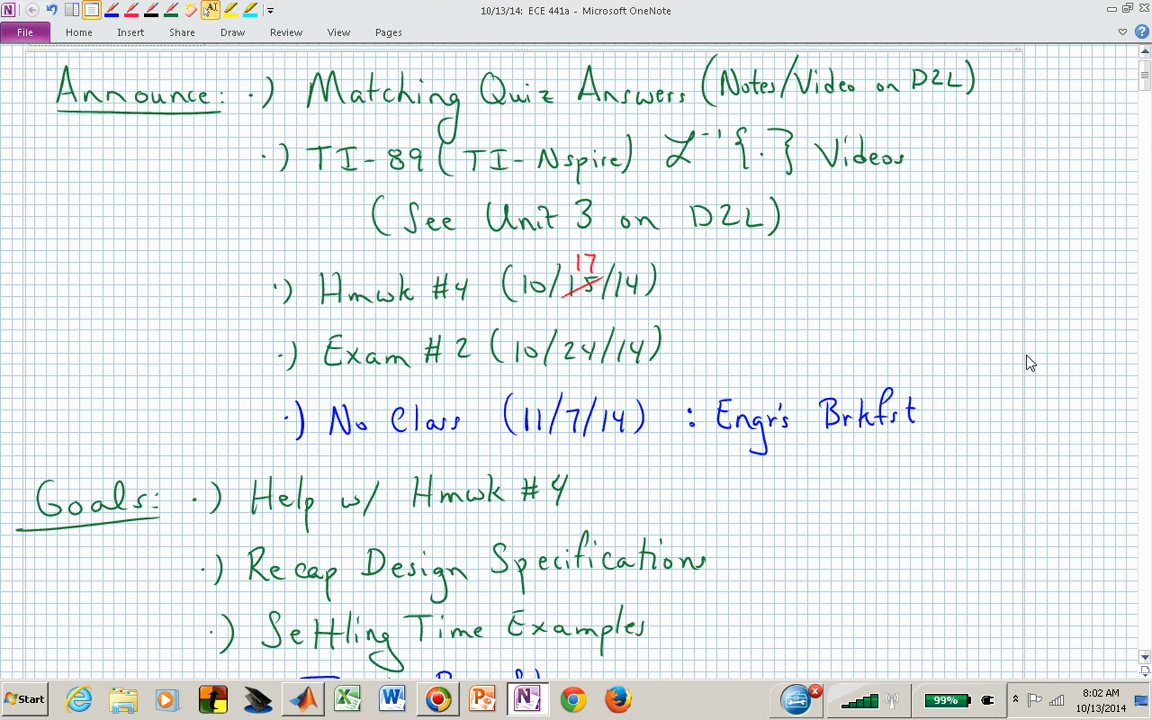 10/13/14: ECE 441a - Microsoft OneNote
File Home Insert Share Draw Review View Pages
Announce: ·) Matching Quiz Answers (Notes/Video on D2L)
·) TI-89 (TI-Nspire) ℒ⁻¹{·} Videos
(See Unit 3 on D2L)
·) Hmwk #4 (10/15/14)
17
·) Exam #2 (10/24/14)
·) No Class (11/7/14) : Engr's Brkfst
Goals: ·) Help w/ Hmwk #4
·) Recap Design Specifications
·) Settling Time Examples
Start
99%
8:02 AM
10/13/2014